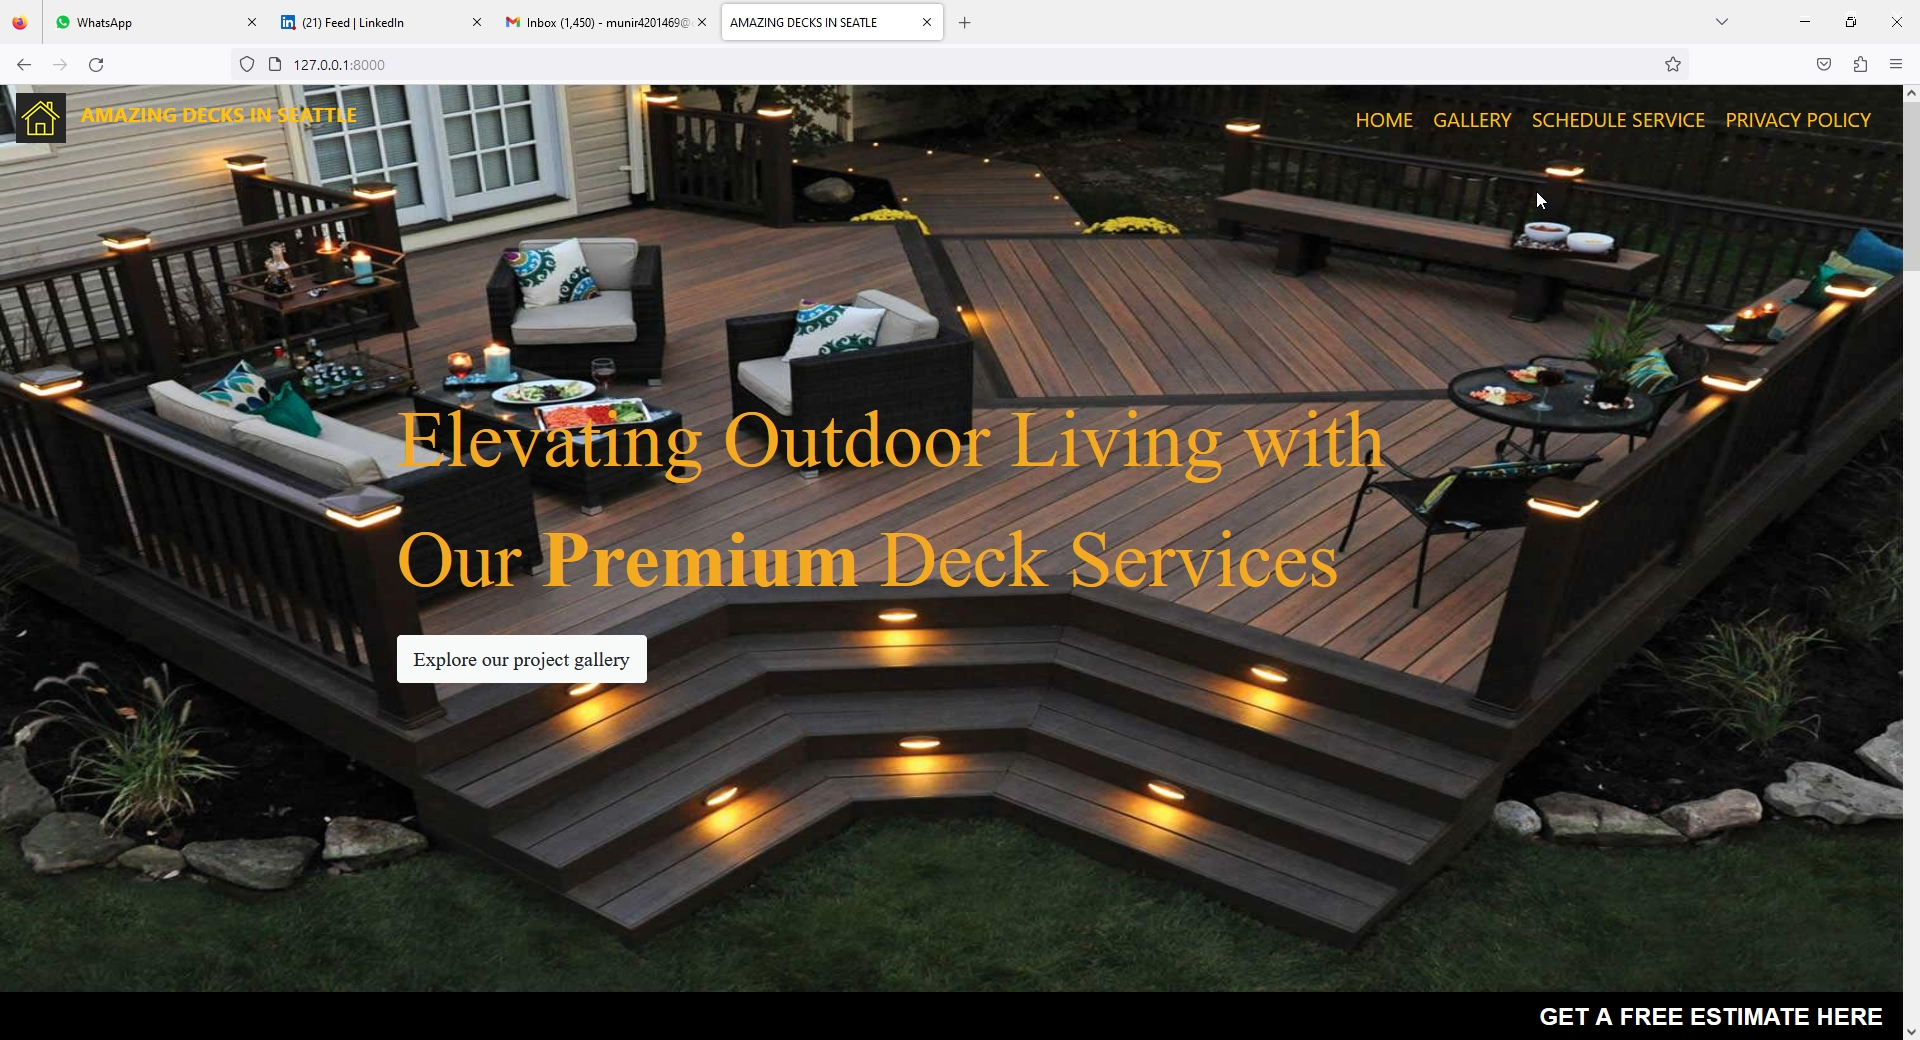 WhatsApp
(21) Feed | LinkedIn
Inbox (1,450) - munir4201469@
AMAZING DECKS IN SEATLE
127.0.0.1:8000
AMAZING DECKS IN SEATTLE
HOME GALLERY SCHEDULE SERVICE PRIVACY POLICY
Elevating Outdoor Living with
Our Premium Deck Services
Explore our project gallery
GET A FREE ESTIMATE HERE